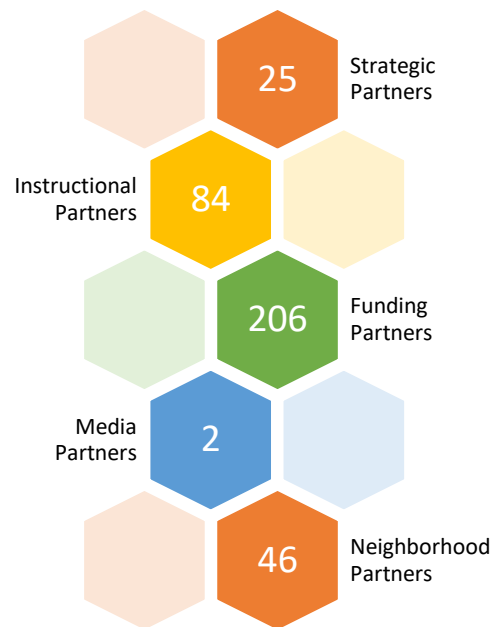 25
Strategic
Partners
Instructional
Partners
84
206
Funding
Partners
Media
Partners
2
46
Neighborhood
Partners